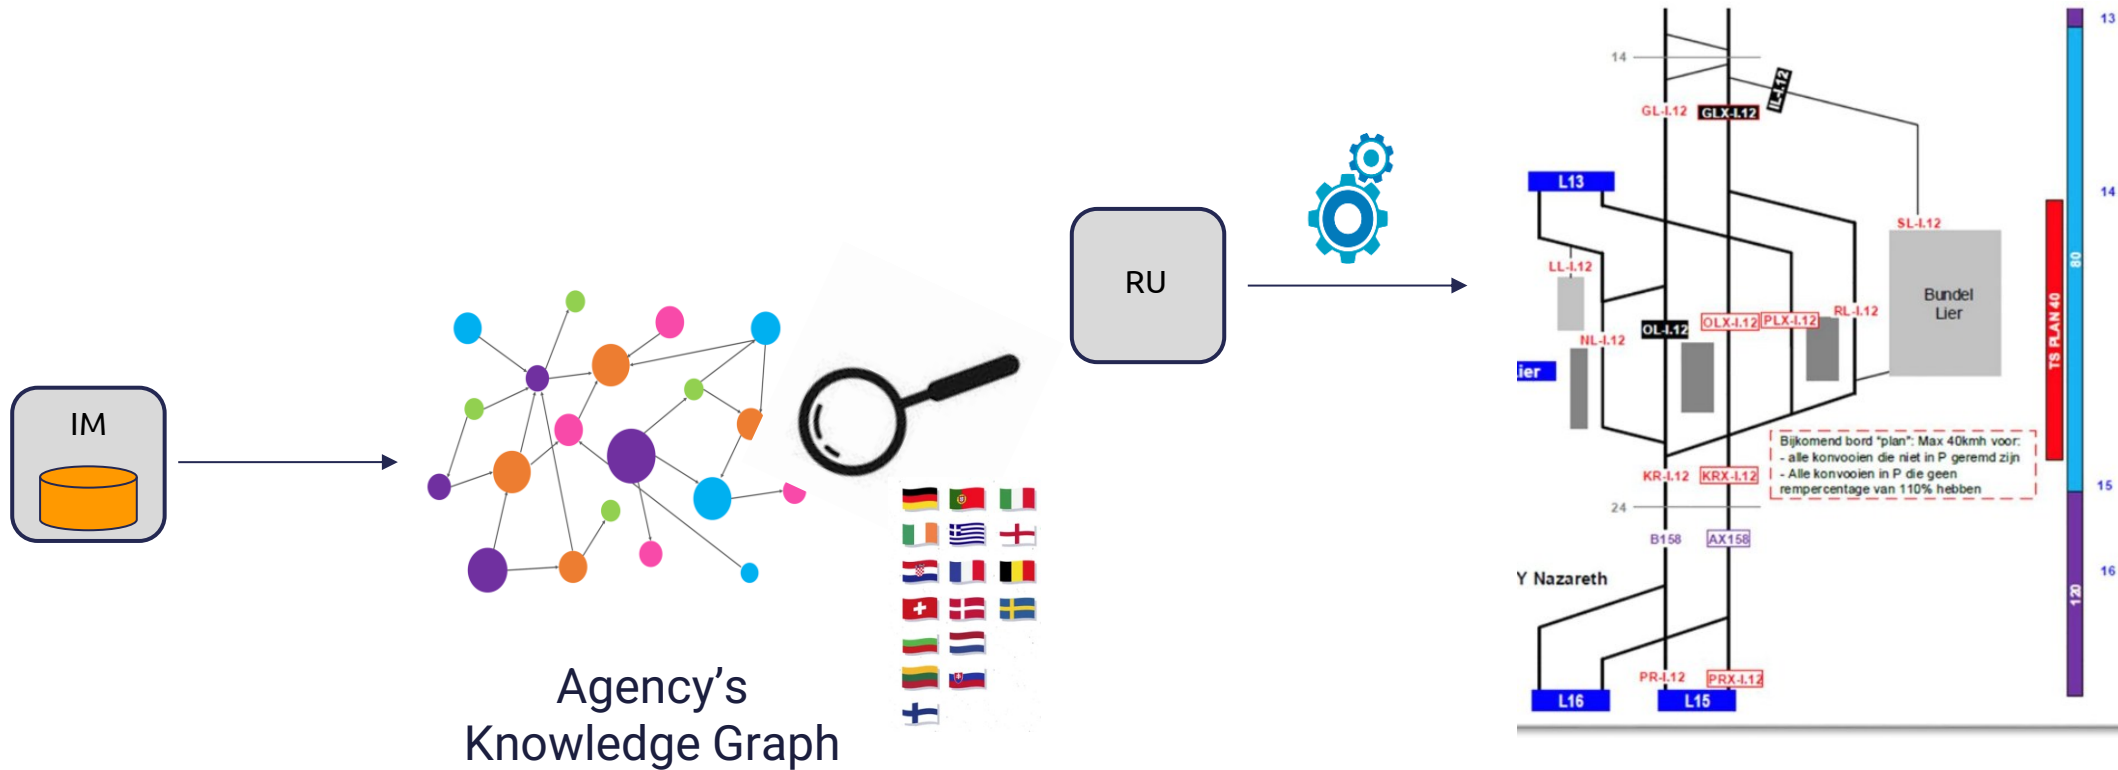 IM
Agency's
Knowledge Graph
RU
13
14
IL-I.12
GL-I.12
GLX-I.12
L13
14
SL-I.12
LL-I.12
80
Bundel
Lier
TS PLAN 40
RL-I.12
OL-I.12
OLX-I.12
PLX-I.12
NL-I.12
ier
Bijkomend bord "plan": Max 40kmh voor:
- alle konvooien die niet in P geremd zijn
- Alle konvooien in P die geen
rempercentage van 110% hebben
KR-I.12
KRX-I.12
15
24
B158
AX158
Y Nazareth
16
120
PR-I.12
PRX-I.12
L16
L15